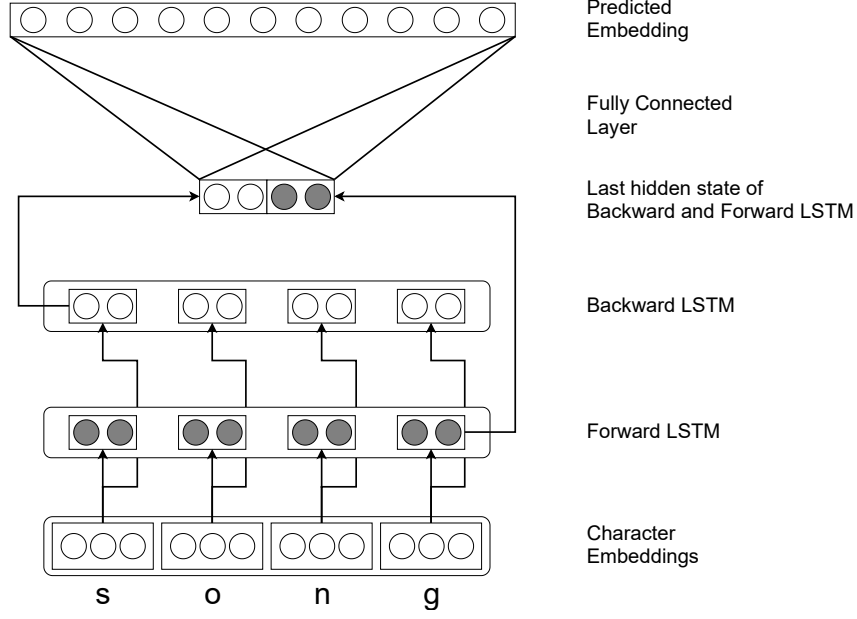 Predicted
Embedding
Fully Connected
Layer
Last hidden state of
Backward and Forward LSTM
Backward LSTM
Forward LSTM
Character
Embeddings
s o n g